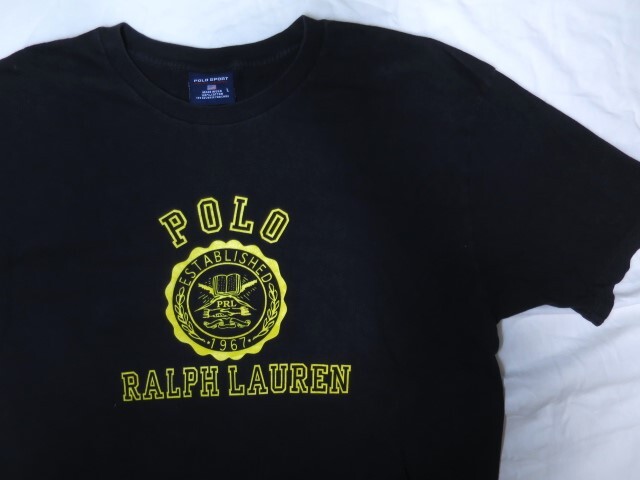 POLO SPORT
L
POLO
ESTABLISHED
PRL
1967
RALPH LAUREN